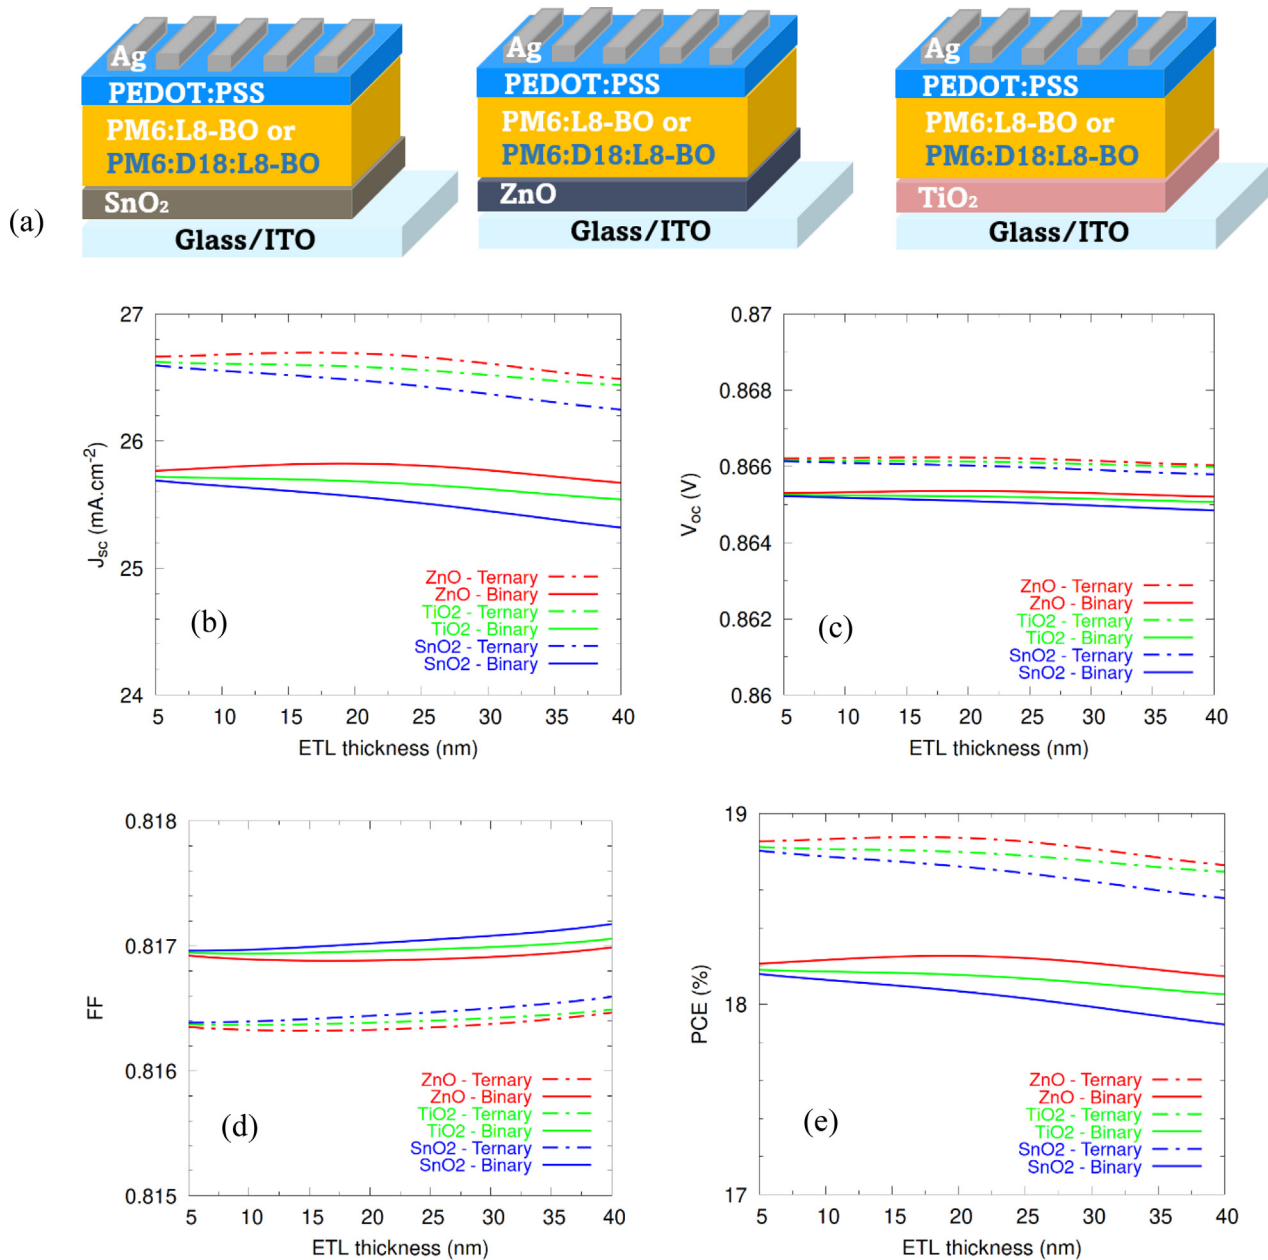 Ag
PEDOT:PSS
PM6:L8-BO or
PM6:D18:L8-BO
SnO₂
Glass/ITO
Ag
PEDOT:PSS
PM6:L8-BO or
PM6:D18:L8-BO
ZnO
Glass/ITO
Ag
PEDOT:PSS
PM6:L8-BO or
PM6:D18:L8-BO
TiO₂
Glass/ITO
(a)
27
26
25
24
J_sc (mA.cm⁻²)
ZnO - Ternary
ZnO - Binary
TiO2 - Ternary
TiO2 - Binary
SnO2 - Ternary
SnO2 - Binary
(b)
5 10 15 20 25 30 35 40
ETL thickness (nm)
0.87
0.868
0.866
0.864
0.862
0.86
V_oc (V)
ZnO - Ternary
ZnO - Binary
TiO2 - Ternary
TiO2 - Binary
SnO2 - Ternary
SnO2 - Binary
(c)
5 10 15 20 25 30 35 40
ETL thickness (nm)
0.818
0.817
0.816
0.815
FF
ZnO - Ternary
ZnO - Binary
TiO2 - Ternary
TiO2 - Binary
SnO2 - Ternary
SnO2 - Binary
(d)
5 10 15 20 25 30 35 40
ETL thickness (nm)
19
18
17
PCE (%)
ZnO - Ternary
ZnO - Binary
TiO2 - Ternary
TiO2 - Binary
SnO2 - Ternary
SnO2 - Binary
(e)
5 10 15 20 25 30 35 40
ETL thickness (nm)